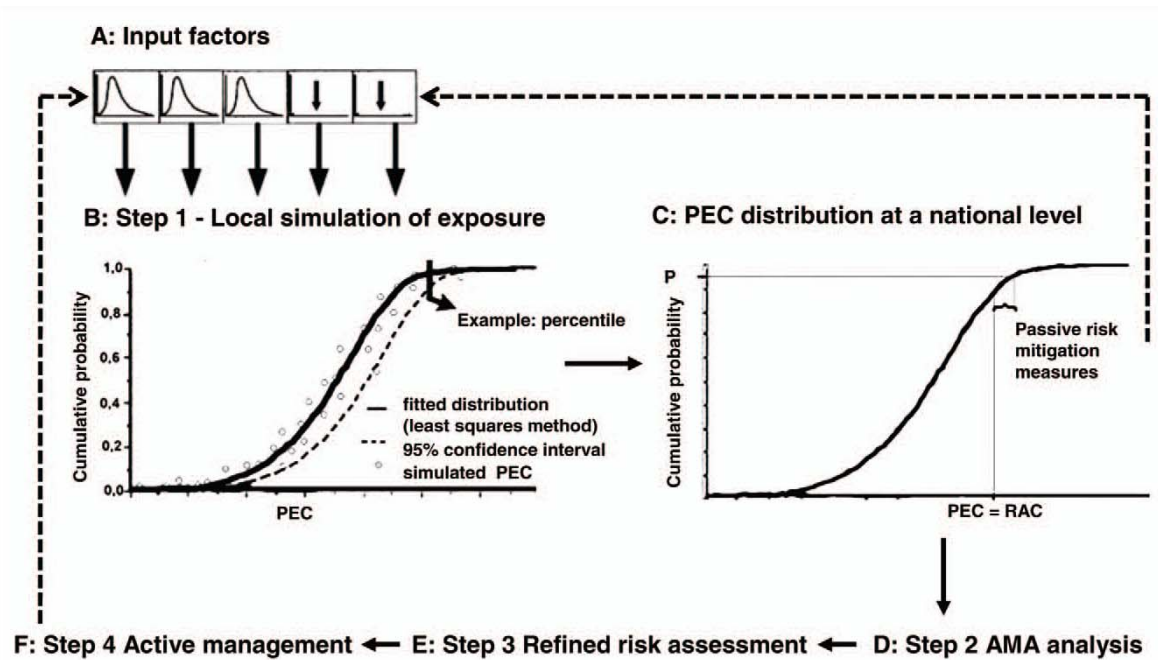 A: Input factors
B: Step 1 - Local simulation of exposure
1,0
0,8
0,6
0,4
0,2
0,0
Cumulative probability
Example: percentile
fitted distribution
(least squares method)
95% confidence interval
simulated PEC
PEC
C: PEC distribution at a national level
P
Cumulative probability
Passive risk
mitigation
measures
PEC = RAC
F: Step 4 Active management
E: Step 3 Refined risk assessment
D: Step 2 AMA analysis